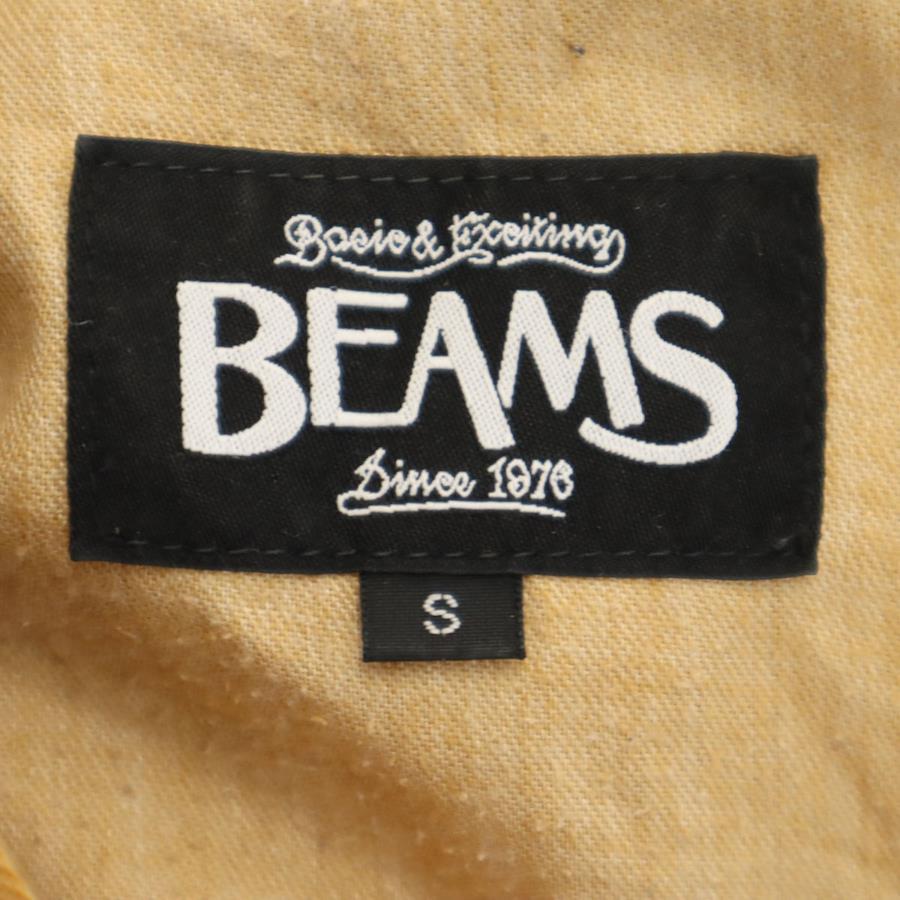 Basic & Exciting
BEAMS
Since 1976
S